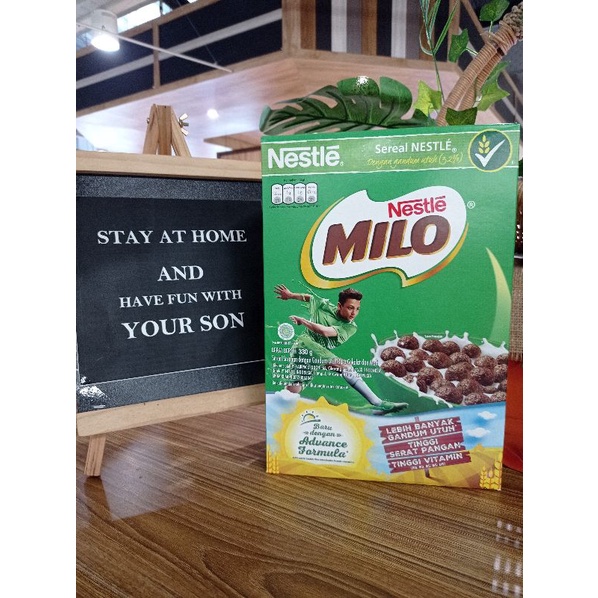 STAY AT HOME
AND
HAVE FUN WITH
YOUR SON
Nestlé®
Sereal NESTLÉ®
Dengan gandum utuh (32%)
Nestlé
MILO®
330 g
Baru
dengan
Advance
Formula
LEBIH BANYAK
GANDUM UTUH
TINGGI
SERAT PANGAN
TINGGI VITAMIN